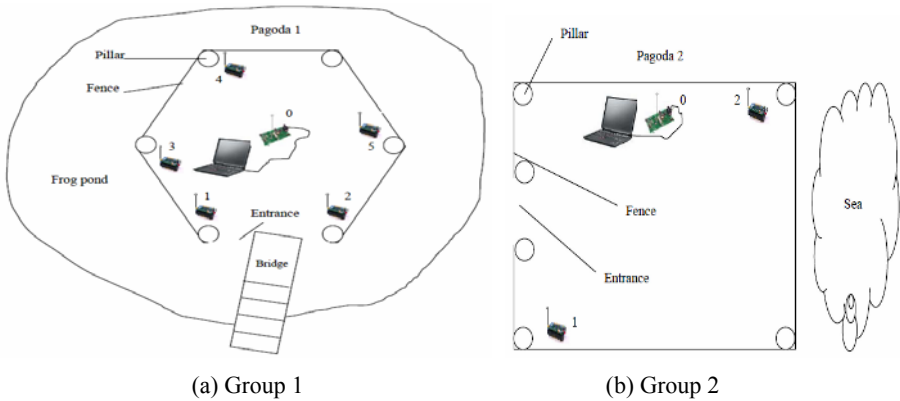 Pagoda 1
Pillar
4
Fence
0
3
5
Frog pond
1
2
Entrance
Bridge
(a) Group 1
Pillar
Pagoda 2
0
2
Fence
Sea
Entrance
1
(b) Group 2